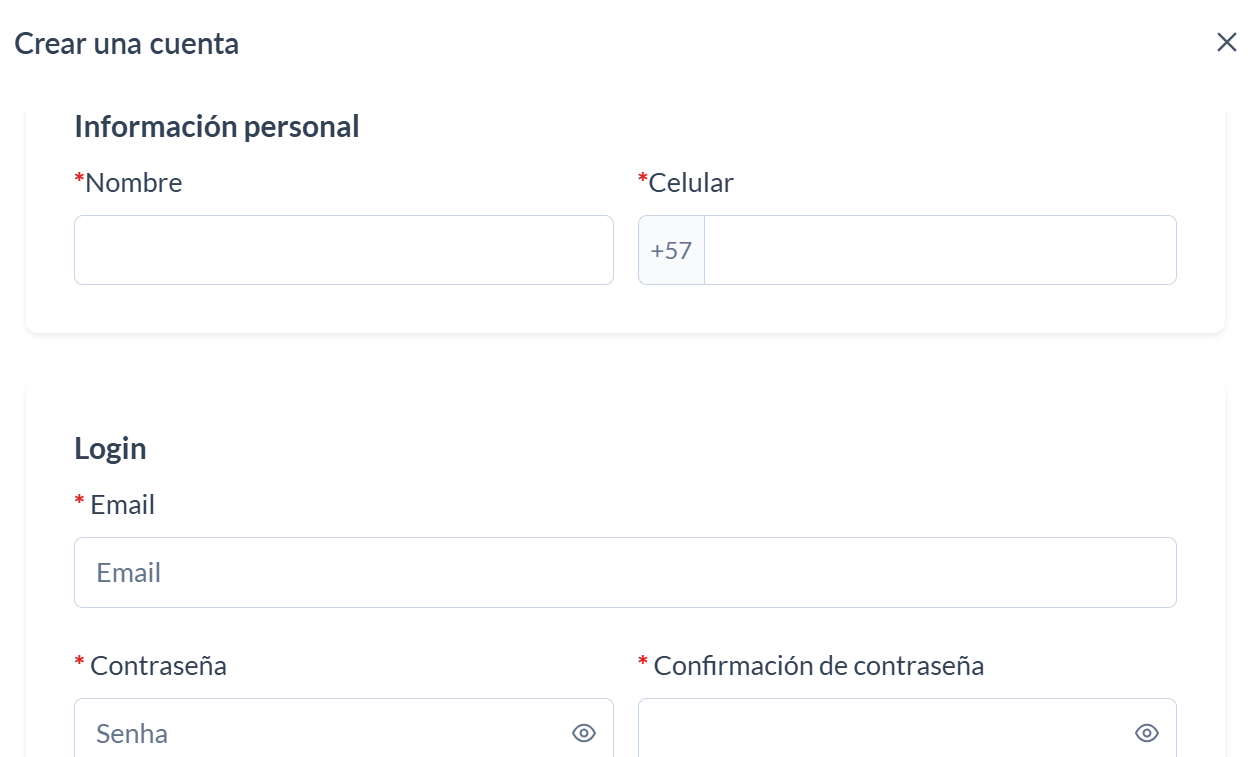 Crear una cuenta
Información personal
*Nombre
*Celular
+57
Login
* Email
Email
* Contraseña
* Confirmación de contraseña
Senha